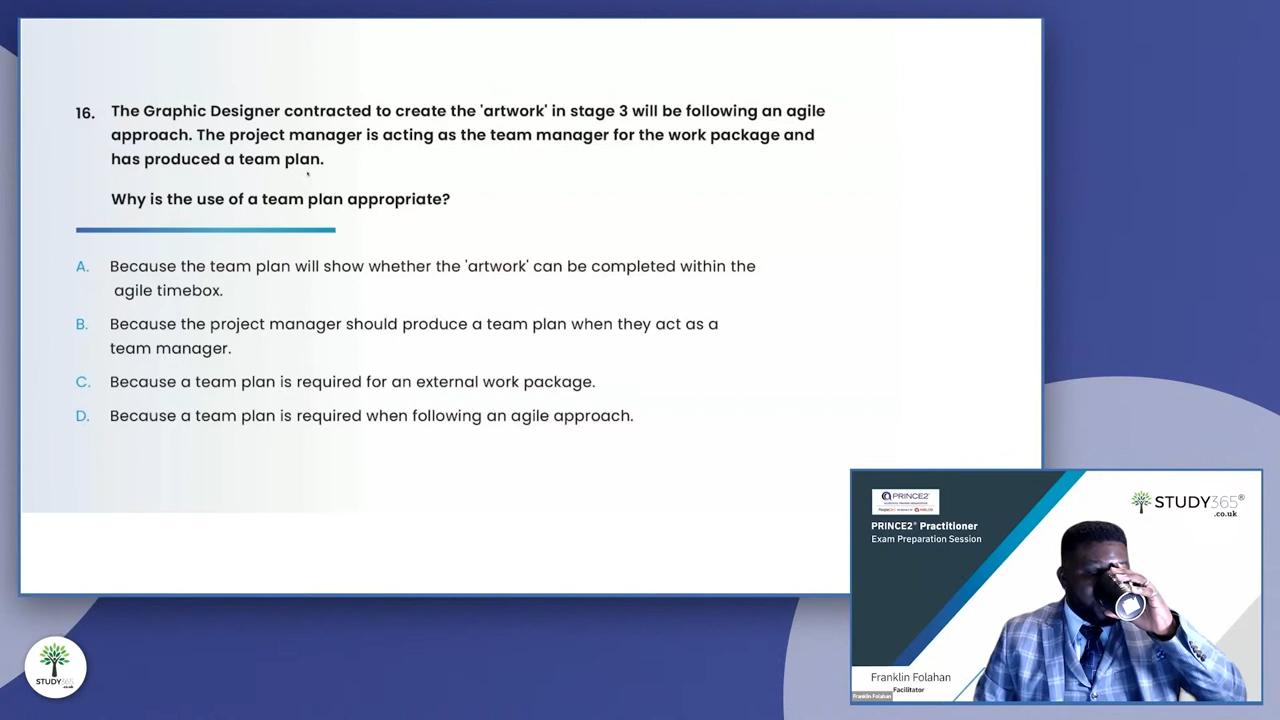 16. The Graphic Designer contracted to create the 'artwork' in stage 3 will be following an agile
approach. The project manager is acting as the team manager for the work package and
has produced a team plan.
Why is the use of a team plan appropriate?
A. Because the team plan will show whether the 'artwork' can be completed within the
agile timebox.
B. Because the project manager should produce a team plan when they act as a
team manager.
C. Because a team plan is required for an external work package.
D. Because a team plan is required when following an agile approach.
PRINCE2
PRINCE2® Practitioner
Exam Preparation Session
STUDY365®
.co.uk
Franklin Folahan
Facilitator
Franklin Folahan
STUDY365
.co.uk